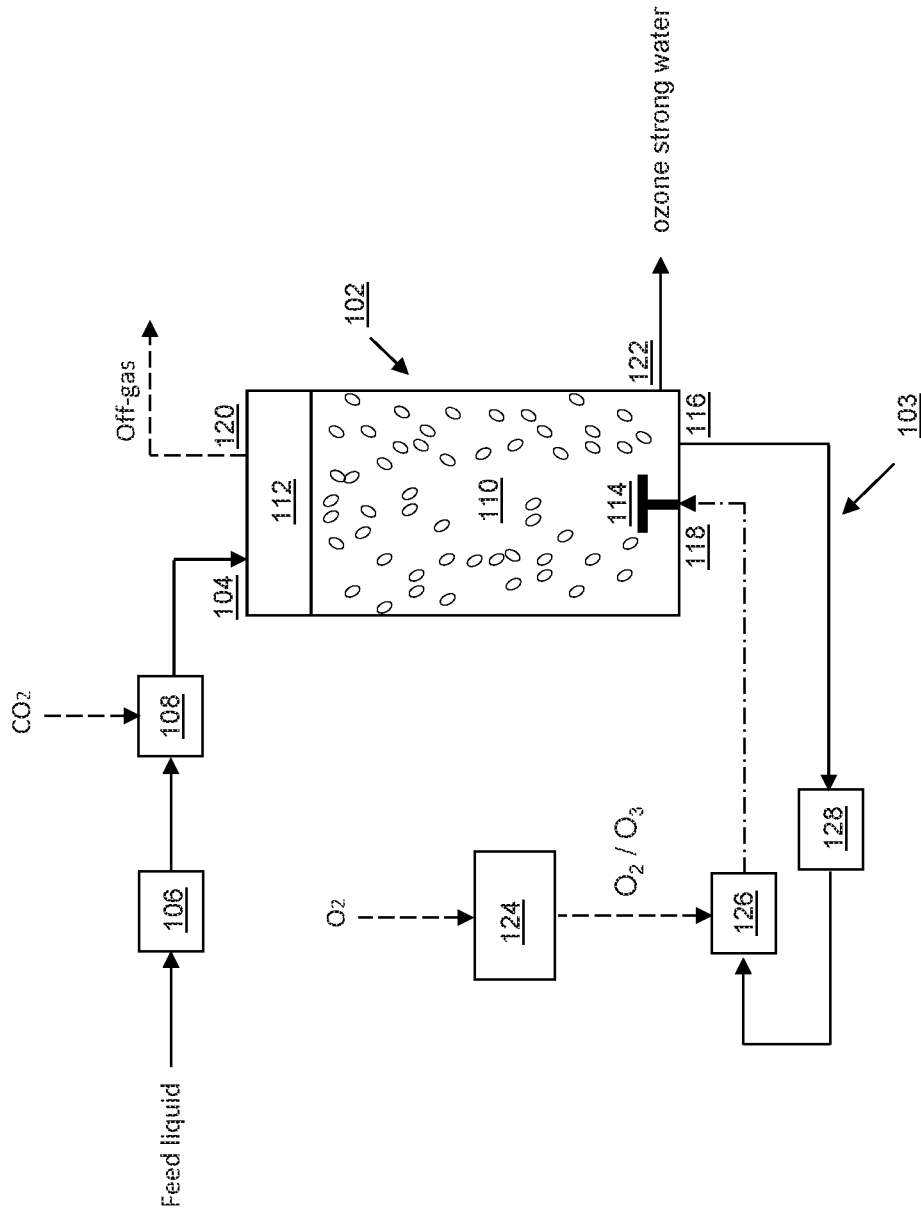 Feed liquid
106
108
CO₂
104
112
120
Off-gas
102
110
114
118
116
122
ozone strong water
103
O₂
124
O₂ / O₃
126
128